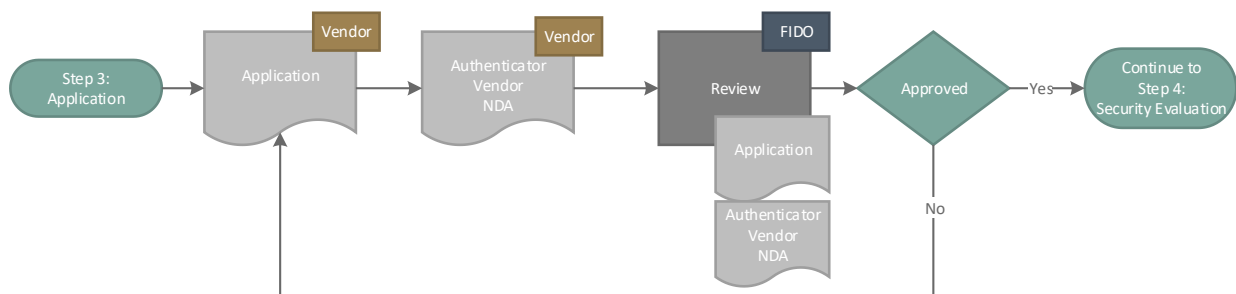 Step 3:
Application
Vendor
Application
Vendor
Authenticator
Vendor
NDA
FIDO
Review
Application
Authenticator
Vendor
NDA
Approved
Yes
No
Continue to
Step 4:
Security Evaluation